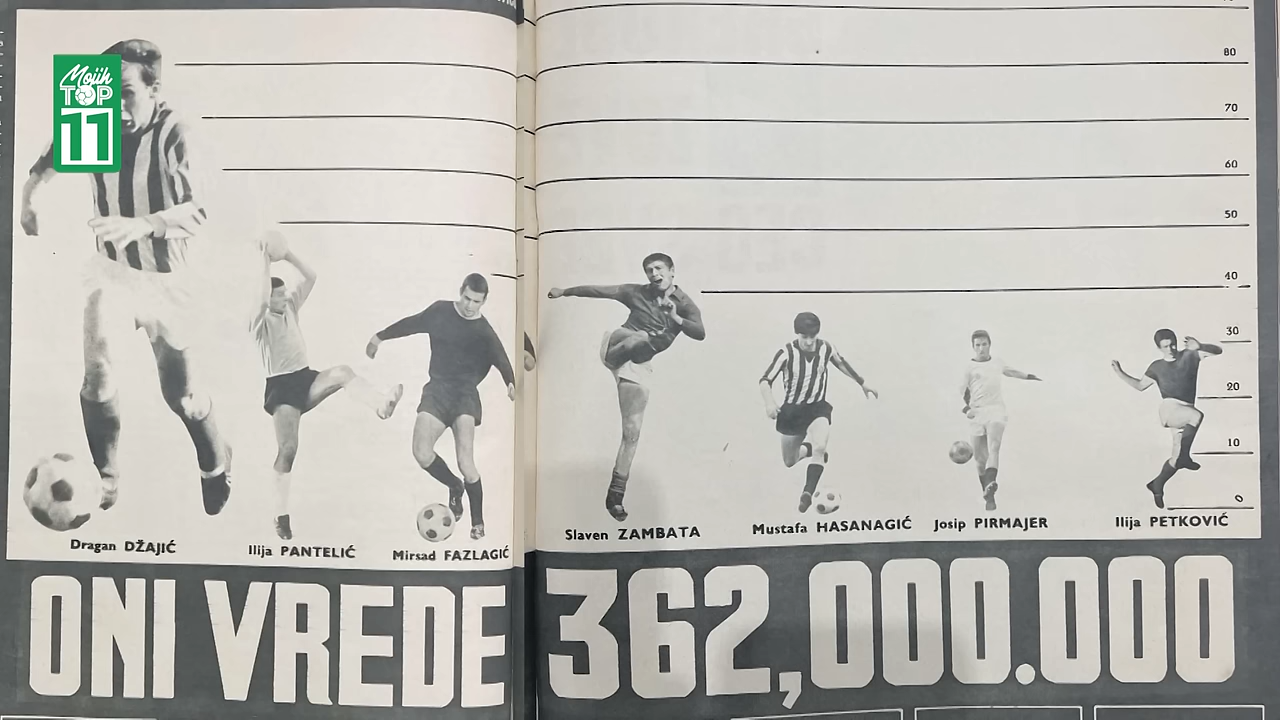 Mojih
TOP
11
80
70
60
50
40
30
20
10
0
Dragan DŽAJIĆ
Ilija PANTELIĆ
Mirsad FAZLAGIĆ
Slaven ZAMBATA
Mustafa HASANAGIĆ
Josip PIRMAJER
Ilija PETKOVIĆ
ONI VREDE 362,000.000